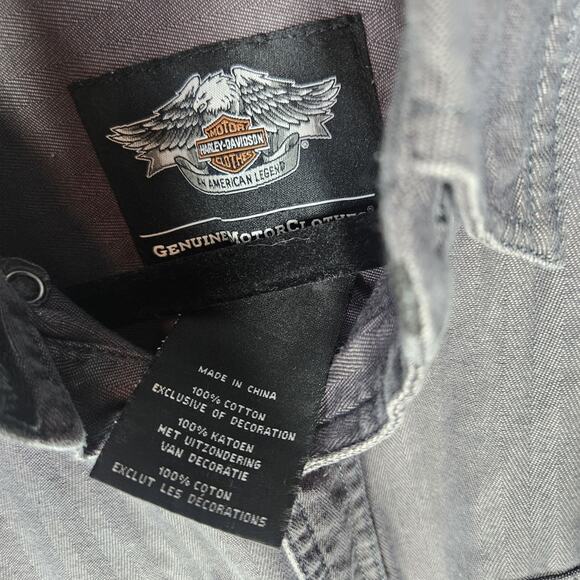 MOTOR
HARLEY-DAVIDSON
CLOTHES
AN AMERICAN LEGEND
®
GENUINE MOTORCLOTHES®
MADE IN CHINA
100% COTTON
EXCLUSIVE OF DECORATION
100% KATOEN
MET UITZONDERING
VAN DECORATIE
100% COTON
EXCLUT LES DÉCORATIONS